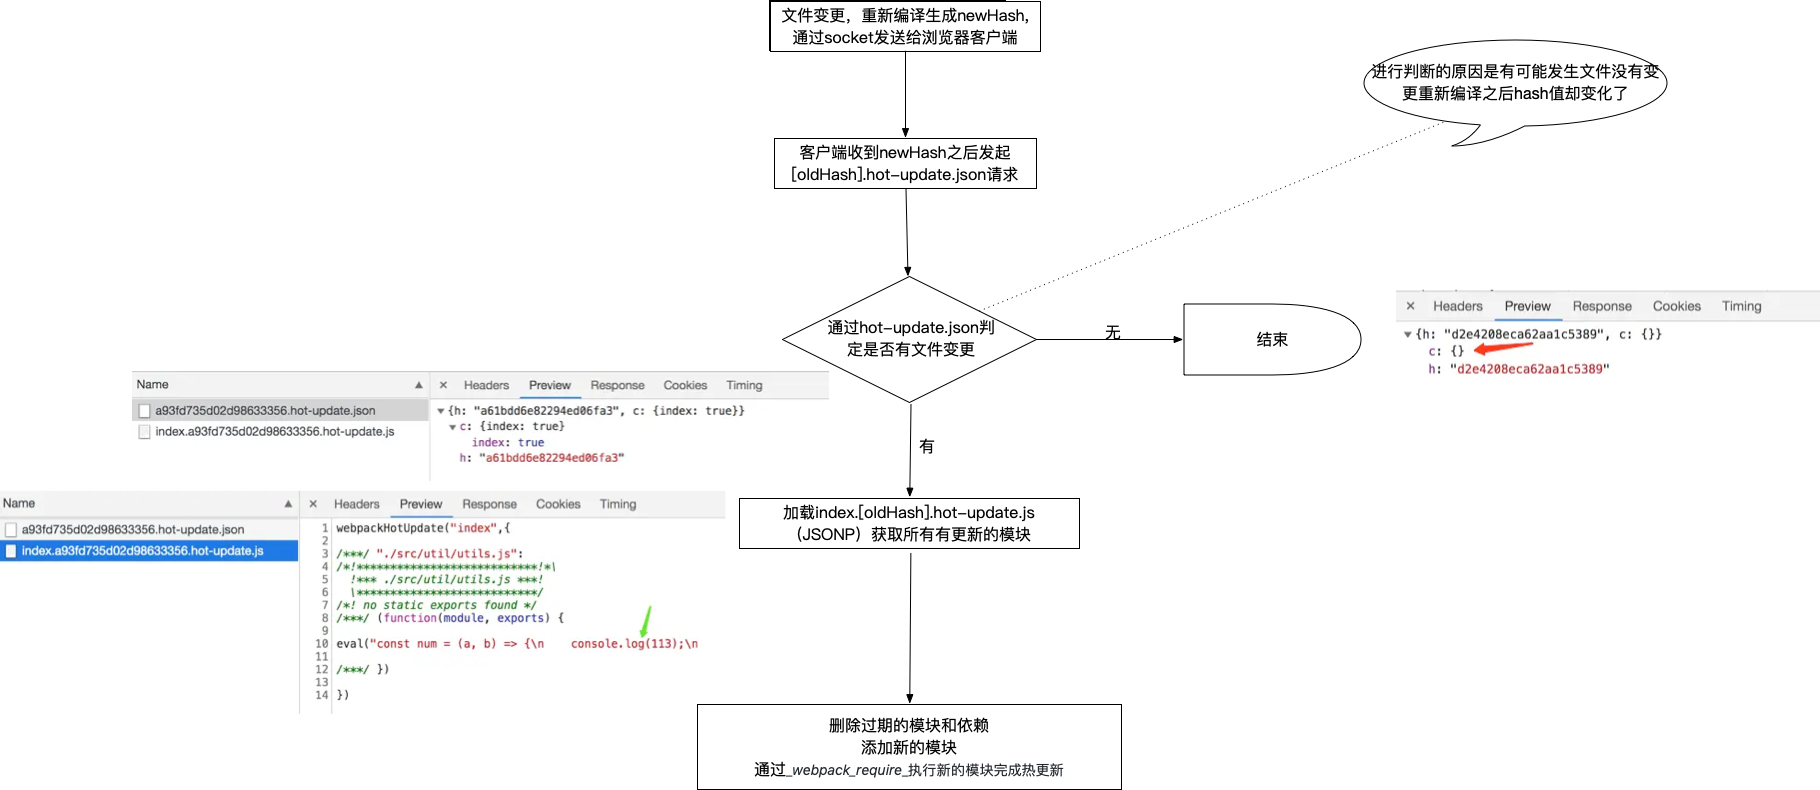 文件变更，重新编译生成newHash,
通过socket发送给浏览器客户端
进行判断的原因是有可能发生文件没有变
更重新编译之后hash值却变化了
客户端收到newHash之后发起
[oldHash].hot-update.json请求
通过hot-update.json判
定是否有文件变更
无
结束
× Headers Preview Response Cookies Timing
▼{h: "d2e4208eca62aa1c5389", c: {}}
c: {}
h: "d2e4208eca62aa1c5389"
Name ▲
a93fd735d02d98633356.hot-update.json
index.a93fd735d02d98633356.hot-update.js
× Headers Preview Response Cookies Timing
▼{h: "a61bdd6e82294ed06fa3", c: {index: true}}
▼c: {index: true}
index: true
h: "a61bdd6e82294ed06fa3"
有
Name ▲
a93fd735d02d98633356.hot-update.json
index.a93fd735d02d98633356.hot-update.js
× Headers Preview Response Cookies Timing
1 webpackHotUpdate("index",{
2
3 /***/ "./src/util/utils.js":
4 /*!***************************!*\
5 !*** ./src/util/utils.js ***!
6 \***************************/
7 /*! no static exports found */
8 /***/ (function(module, exports) {
9
10 eval("const num = (a, b) => {\n    console.log(113);\n
11
12 /***/ })
13
14 })
加载index.[oldHash].hot-update.js
（JSONP）获取所有有更新的模块
删除过期的模块和依赖
添加新的模块
通过_webpack_require_执行新的模块完成热更新